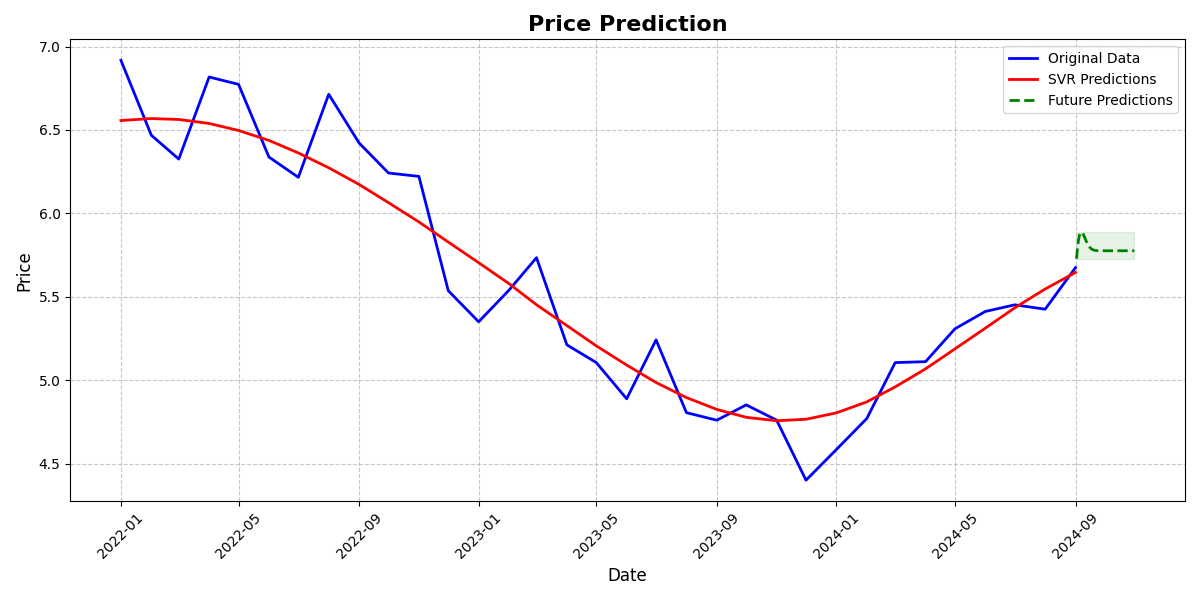 Price Prediction
Original Data
SVR Predictions
Future Predictions
Price
7.0
6.5
6.0
5.5
5.0
4.5
2022-01
2022-05
2022-09
2023-01
2023-05
2023-09
2024-01
2024-05
2024-09
Date